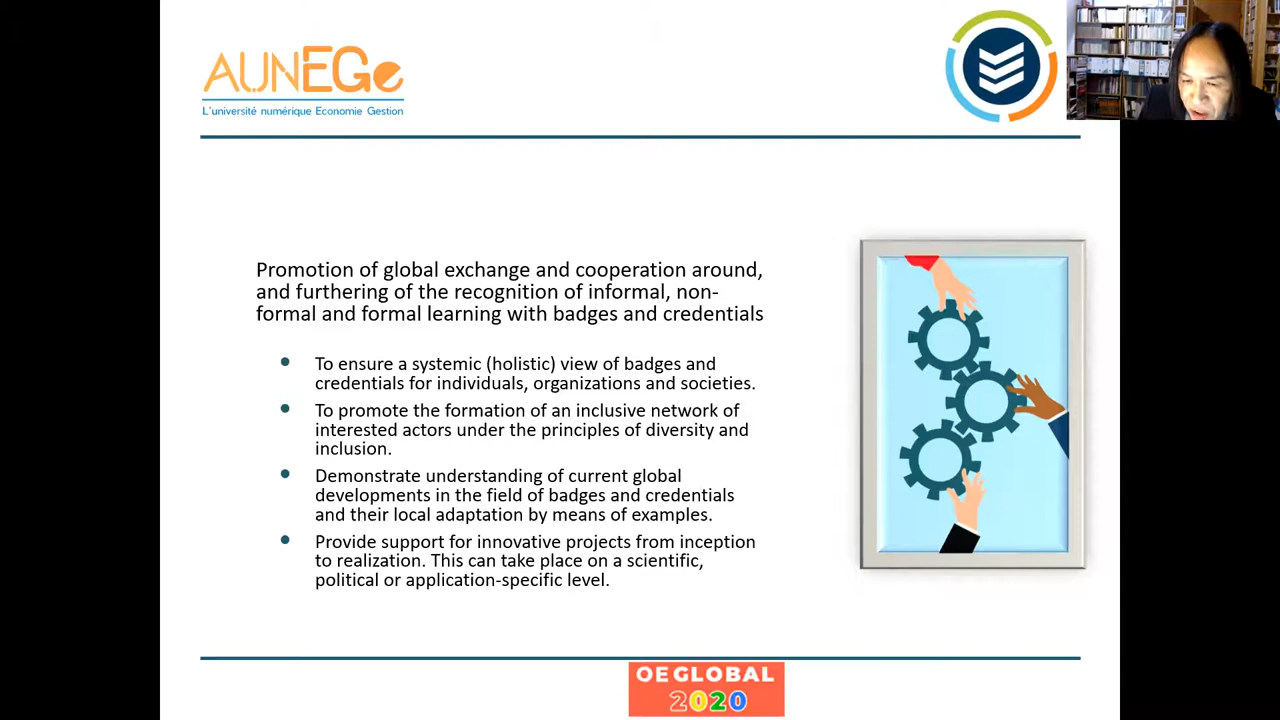 AUNEGe
L'université numérique Economie Gestion
Promotion of global exchange and cooperation around,
and furthering of the recognition of informal, non-
formal and formal learning with badges and credentials
• To ensure a systemic (holistic) view of badges and
credentials for individuals, organizations and societies.
• To promote the formation of an inclusive network of
interested actors under the principles of diversity and
inclusion.
• Demonstrate understanding of current global
developments in the field of badges and credentials
and their local adaptation by means of examples.
• Provide support for innovative projects from inception
to realization. This can take place on a scientific,
political or application-specific level.
OEGLOBAL
2020